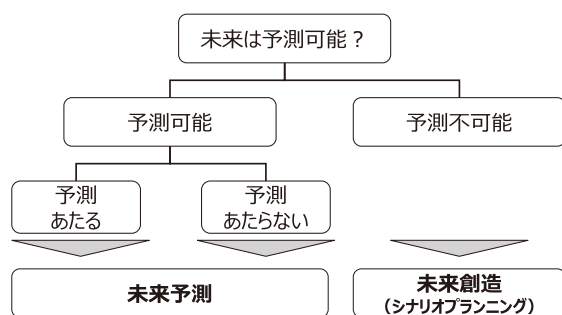 未来は予測可能？
予測可能
予測不可能
予測
あたる
予測
あたらない
未来予測
未来創造
（シナリオプランニング）